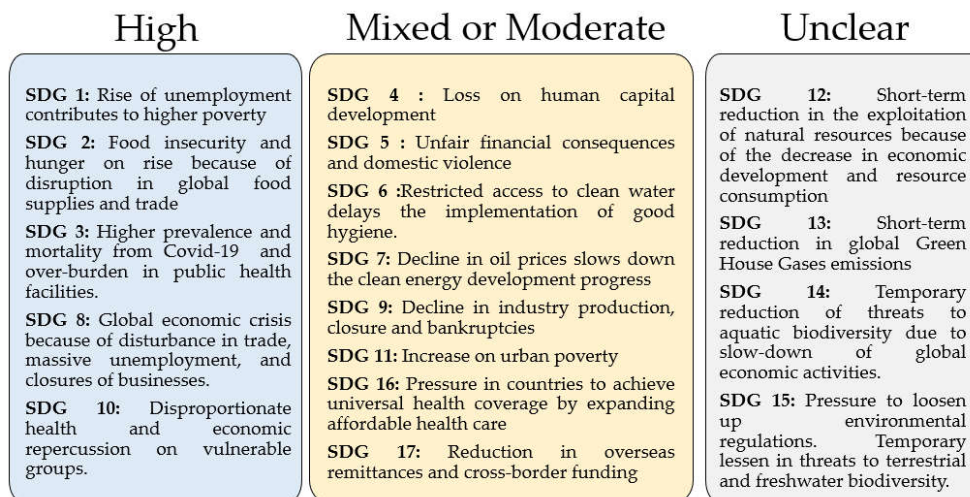 High
SDG 1: Rise of unemployment
contributes to higher poverty
SDG 2: Food insecurity and
hunger on rise because of
disruption in global food
supplies and trade
SDG 3: Higher prevalence and
mortality from Covid-19 and
over-burden in public health
facilities.
SDG 8: Global economic crisis
because of disturbance in trade,
massive unemployment, and
closures of businesses.
SDG 10: Disproportionate
health and economic
repercussion on vulnerable
groups.
Mixed or Moderate
SDG 4 : Loss on human capital
development
SDG 5 : Unfair financial consequences
and domestic violence
SDG 6 :Restricted access to clean water
delays the implementation of good
hygiene.
SDG 7: Decline in oil prices slows down
the clean energy development progress
SDG 9: Decline in industry production,
closure and bankruptcies
SDG 11: Increase on urban poverty
SDG 16: Pressure in countries to achieve
universal health coverage by expanding
affordable health care
SDG 17: Reduction in overseas
remittances and cross-border funding
Unclear
SDG 12: Short-term
reduction in the exploitation
of natural resources because
of the decrease in economic
development and resource
consumption
SDG 13: Short-term
reduction in global Green
House Gases emissions
SDG 14: Temporary
reduction of threats to
aquatic biodiversity due to
slow-down of global
economic activities.
SDG 15: Pressure to loosen
up environmental
regulations. Temporary
lessen in threats to terrestrial
and freshwater biodiversity.